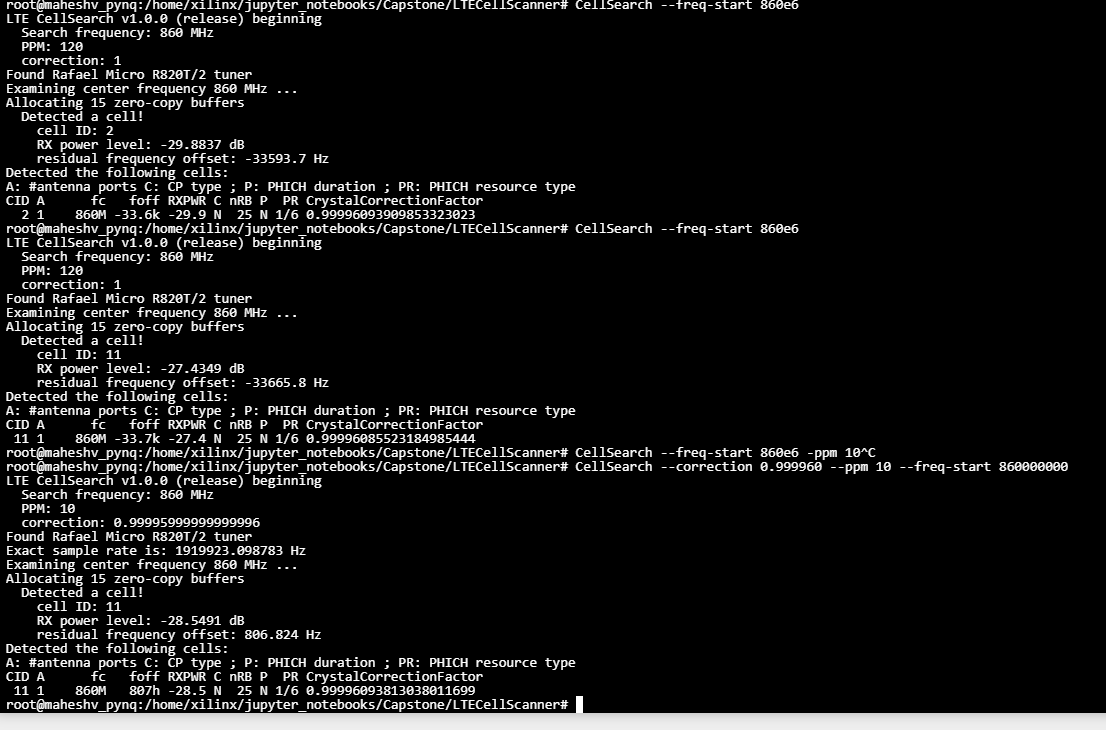 root@maheshv_pynq:/home/xilinx/jupyter_notebooks/Capstone/LTECellScanner# CellSearch --freq-start 860e6
LTE CellSearch v1.0.0 (release) beginning
  Search frequency: 860 MHz
  PPM: 120
  correction: 1
Found Rafael Micro R820T/2 tuner
Examining center frequency 860 MHz ...
Allocating 15 zero-copy buffers
  Detected a cell!
    cell ID: 2
    RX power level: -29.8837 dB
    residual frequency offset: -33593.7 Hz
Detected the following cells:
A: #antenna ports C: CP type ; P: PHICH duration ; PR: PHICH resource type
CID A      fc   foff RXPWR C nRB P  PR CrystalCorrectionFactor
  2 1    860M -33.6k -29.9 N  25 N 1/6 0.99996093909853323023
root@maheshv_pynq:/home/xilinx/jupyter_notebooks/Capstone/LTECellScanner# CellSearch --freq-start 860e6
LTE CellSearch v1.0.0 (release) beginning
  Search frequency: 860 MHz
  PPM: 120
  correction: 1
Found Rafael Micro R820T/2 tuner
Examining center frequency 860 MHz ...
Allocating 15 zero-copy buffers
  Detected a cell!
    cell ID: 11
    RX power level: -27.4349 dB
    residual frequency offset: -33665.8 Hz
Detected the following cells:
A: #antenna ports C: CP type ; P: PHICH duration ; PR: PHICH resource type
CID A      fc   foff RXPWR C nRB P  PR CrystalCorrectionFactor
 11 1    860M -33.7k -27.4 N  25 N 1/6 0.99996085523184985444
root@maheshv_pynq:/home/xilinx/jupyter_notebooks/Capstone/LTECellScanner# CellSearch --freq-start 860e6 -ppm 10^C
root@maheshv_pynq:/home/xilinx/jupyter_notebooks/Capstone/LTECellScanner# CellSearch --correction 0.999960 --ppm 10 --freq-start 860000000
LTE CellSearch v1.0.0 (release) beginning
  Search frequency: 860 MHz
  PPM: 10
  correction: 0.99995999999999996
Found Rafael Micro R820T/2 tuner
Exact sample rate is: 1919923.098783 Hz
Examining center frequency 860 MHz ...
Allocating 15 zero-copy buffers
  Detected a cell!
    cell ID: 11
    RX power level: -28.5491 dB
    residual frequency offset: 806.824 Hz
Detected the following cells:
A: #antenna ports C: CP type ; P: PHICH duration ; PR: PHICH resource type
CID A      fc   foff RXPWR C nRB P  PR CrystalCorrectionFactor
 11 1    860M   807h -28.5 N  25 N 1/6 0.99996093813038011699
root@maheshv_pynq:/home/xilinx/jupyter_notebooks/Capstone/LTECellScanner#